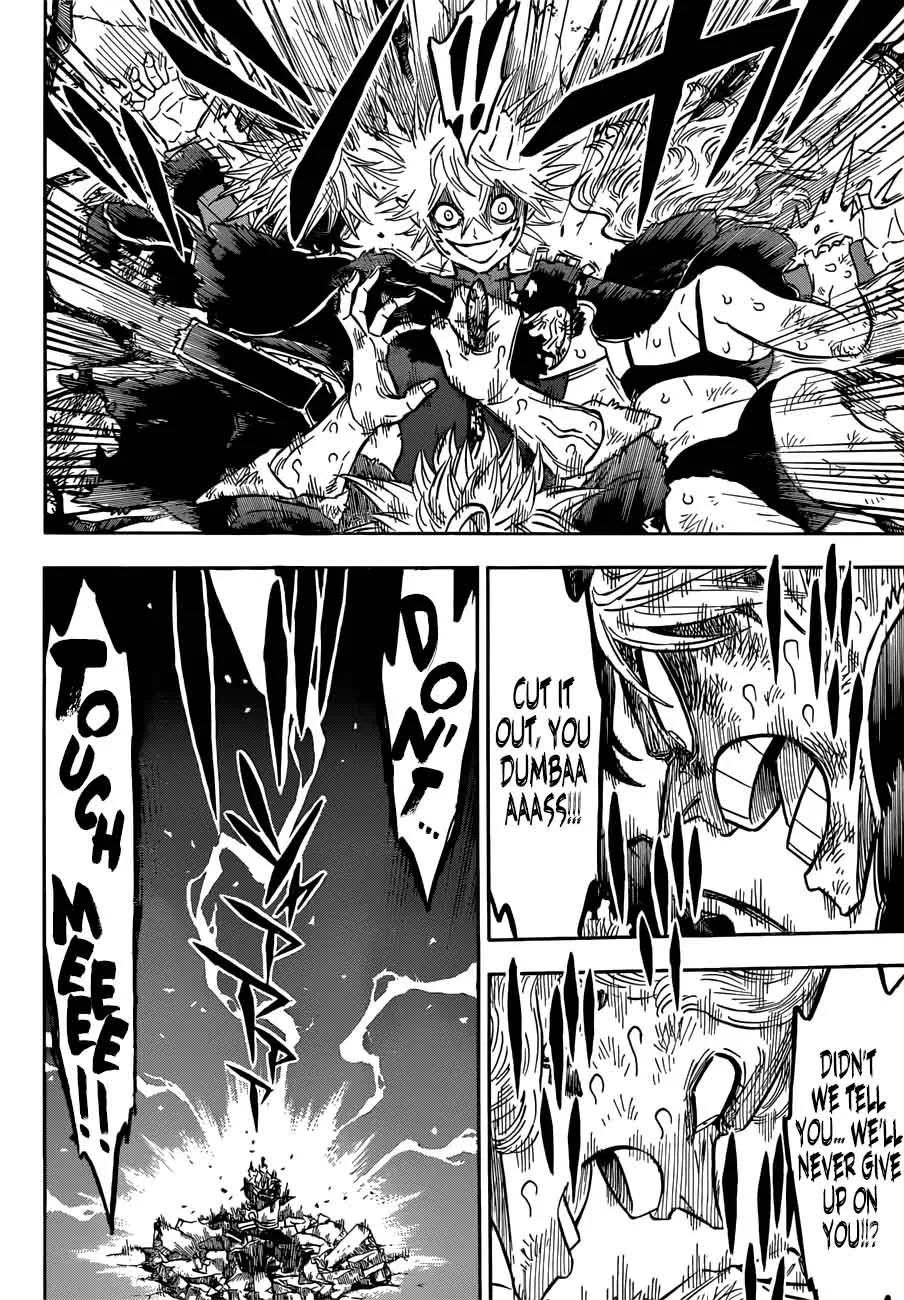 !!
CUT IT
OUT, YOU
DUMBAA
AAASS!!!
DIDN'T
WE TELL
YOU... WE'LL
NEVER GIVE
UP ON
YOU!!?
DON'T...
TOUCH
MEEEE
EE!!